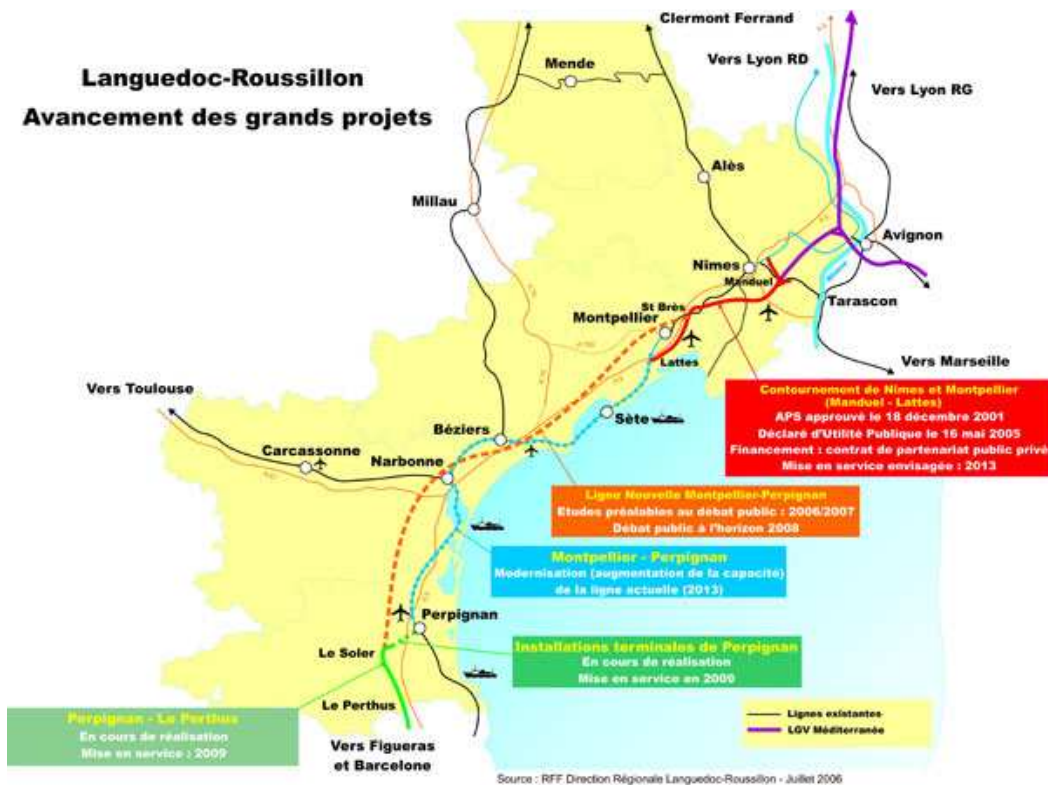 Languedoc-Roussillon
Avancement des grands projets
Clermont Ferrand
Vers Lyon RD
Vers Lyon RG
Mende
Alès
Millau
Avignon
Nîmes
Manduel
Tarascon
St Brès
Montpellier
Lattes
Vers Marseille
Vers Toulouse
Sète
Béziers
Carcassonne
Narbonne
Contournement de Nîmes et Montpellier
(Manduel - Lattes)
APS approuvé le 18 décembre 2001
Déclaré d'Utilité Publique le 16 mai 2005
Financement : contrat de partenariat public privé
Mise en service envisagée : 2013
Ligne Nouvelle Montpellier-Perpignan
Etudes préalables au débat public : 2006/2007
Débat public à l'horizon 2008
Montpellier - Perpignan
Modernisation (augmentation de la capacité)
de la ligne actuelle (2013)
Perpignan
Installations terminales de Perpignan
En cours de réalisation
Mise en service en 2009
Le Soler
Le Perthus
Perpignan - Le Perthus
En cours de réalisation
Mise en service : 2009
Vers Figueras
et Barcelone
Lignes existantes
LGV Méditerranée
Source : RFF Direction Régionale Languedoc-Roussillon - Juillet 2006